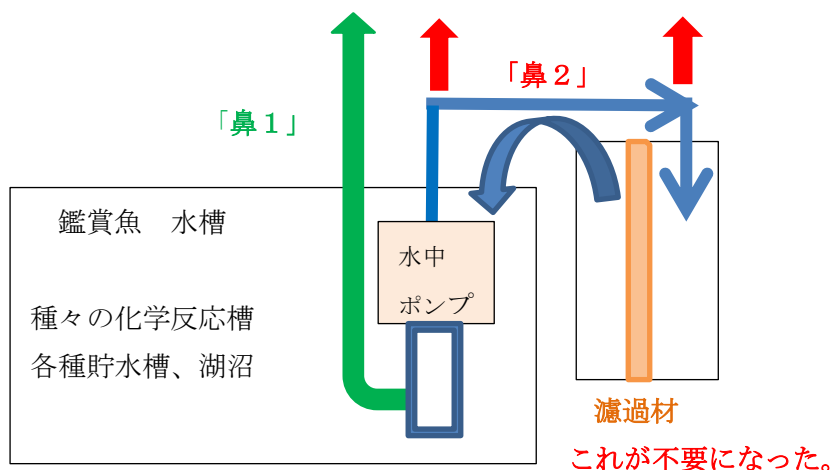 「鼻２」
「鼻１」
鑑賞魚　水槽
水中
ポンプ
種々の化学反応槽
各種貯水槽、湖沼
濾過材
これが不要になった。